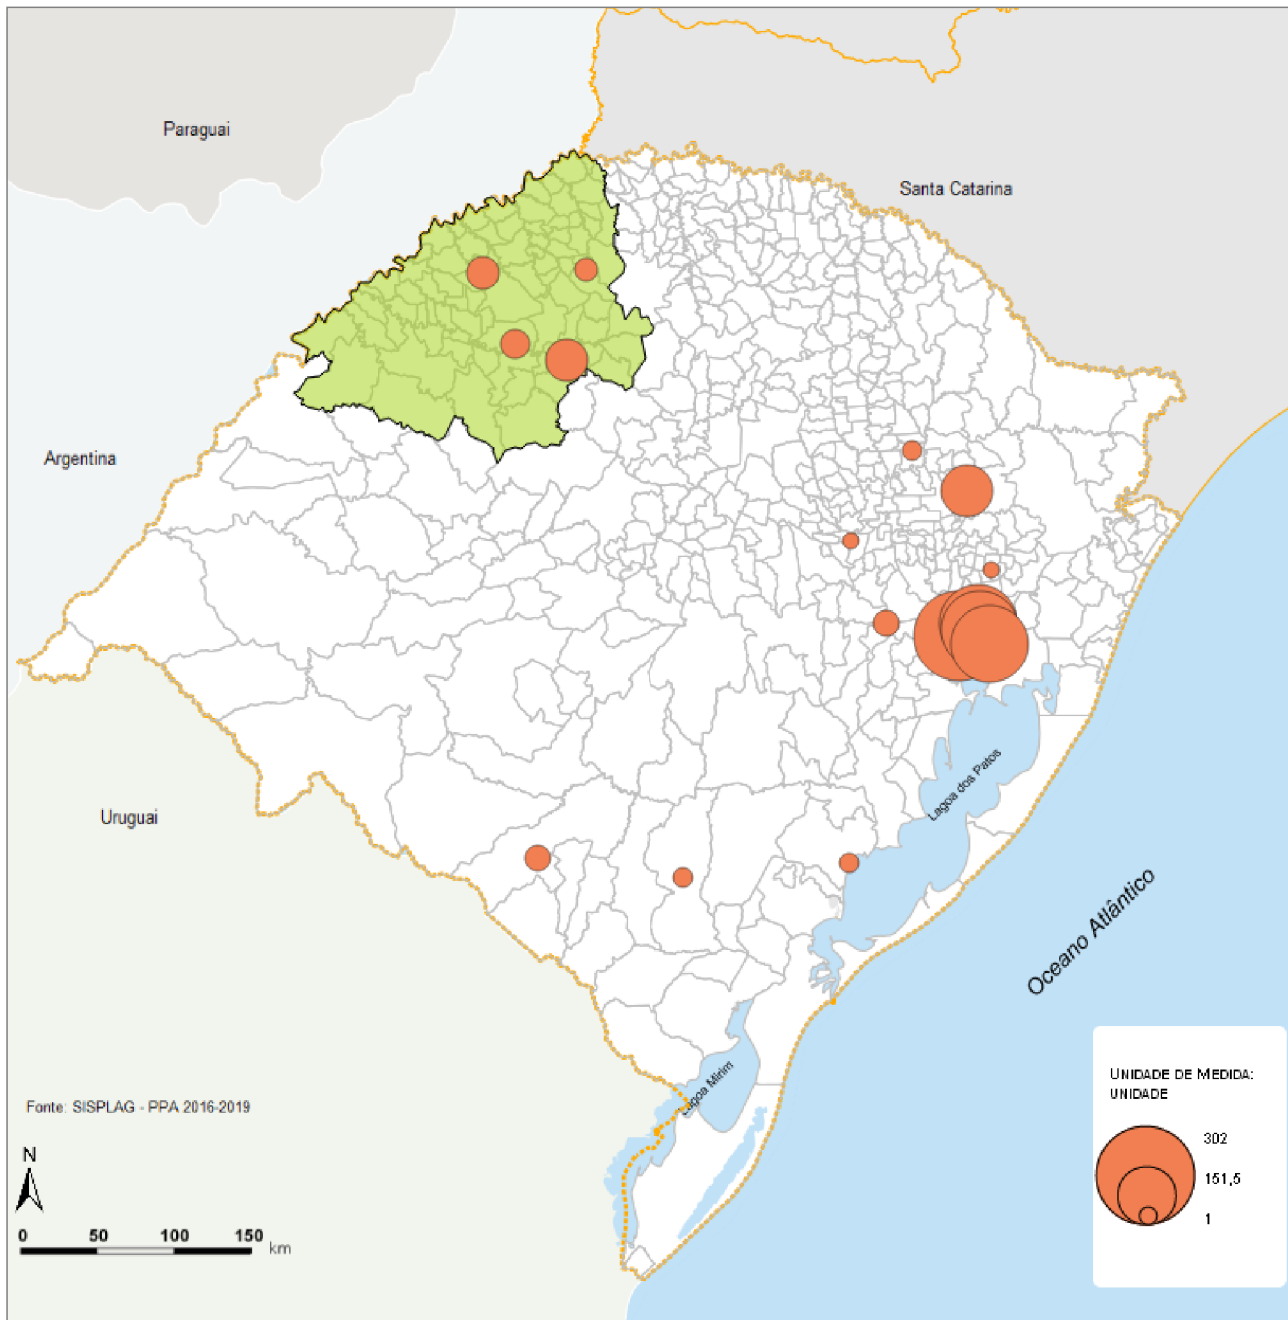 Paraguai
Santa Catarina
Argentina
Uruguai
Lagoa dos Patos
Oceano Atlântico
Lagoa Mirim
Fonte: SISPLAG - PPA 2016-2019
N
0 50 100 150
km
UNIDADE DE MEDIDA:
UNIDADE
302
151,5
1